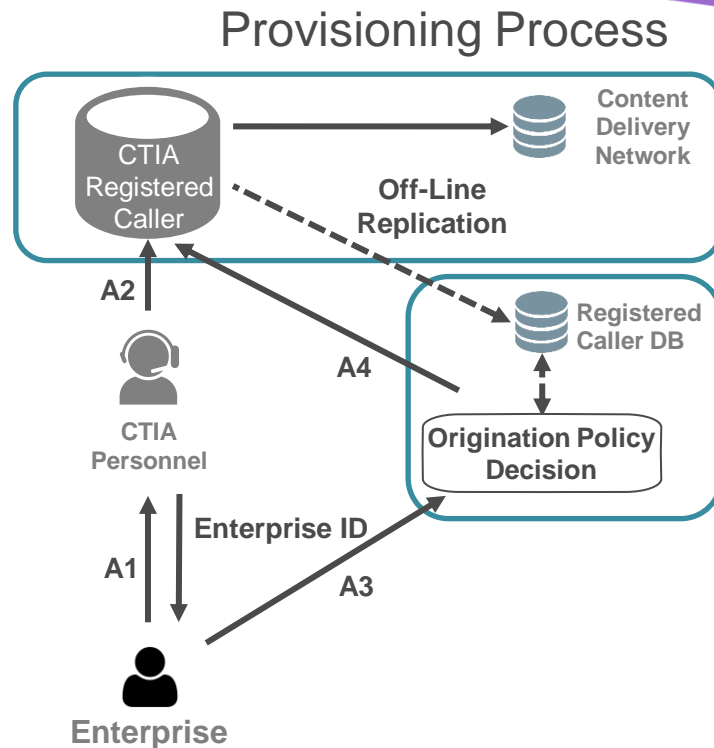 Provisioning Process
CTIA
Registered
Caller
Content
Delivery
Network
Off-Line
Replication
A2
Registered
Caller DB
A4
CTIA
Personnel
Origination Policy
Decision
Enterprise ID
A1
A3
Enterprise